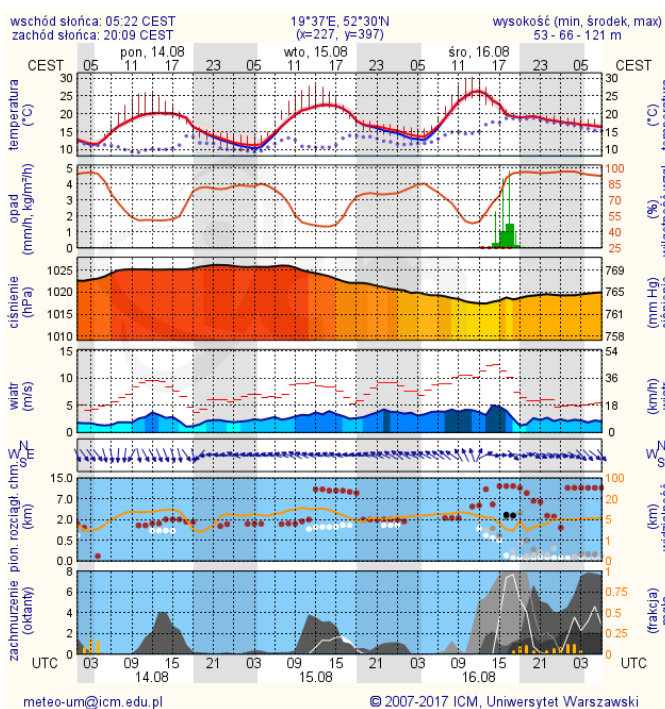 wschód słońca: 05:22 CEST 19°37'E, 52°30'N wysokość (min, środek, max)
zachód słońca: 20:09 CEST (x=227, y=397) 53 - 66 - 121 m
pon, 14.08 wto, 15.08 śro, 16.08
CEST 05 11 17 23 05 11 17 23 05 11 17 23 05 CEST
temperatura
(°C)
30 30
25 25
20 20
15 15
10 10
opad
(mm/h, kg/m²/h)
5 100
4 85
3 70
2 55
1 40
0 25
(%)
ciśnienie
(hPa)
1025 769
1020 765
1015 761
1010 758
(mm Hg)
wiatr
(m/s)
15 54
10 36
5 18
0 0
(km/h)
N
W E
S
pion. rozciągł. chm.
(km)
15.0 100
7.0 20
2.0 5
0.5 1
0.0 0
(km)
zachmurzenie
(oktanty)
8 1
6 0.75
4 0.5
2 0.25
0 0
(frakcja)
UTC 03 09 15 21 03 09 15 21 03 09 15 21 03 UTC
14.08 15.08 16.08
meteo-um@icm.edu.pl © 2007-2017 ICM, Uniwersytet Warszawski